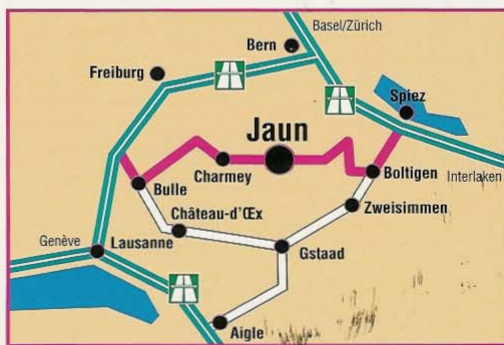 Basel/Zürich
Bern
Freiburg
Spiez
Jaun
Charmey
Boltigen
Interlaken
Bulle
Château-d'Œx
Zweisimmen
Genève
Lausanne
Gstaad
Aigle